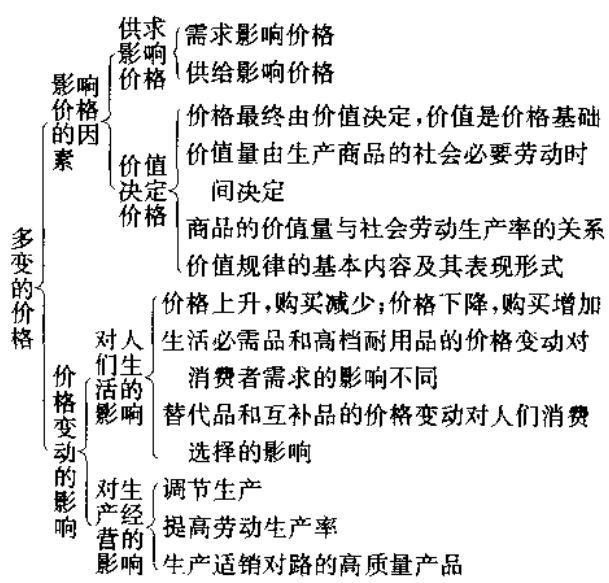 多变的价格
影响价格的因素
供求影响价格
需求影响价格
供给影响价格
价值决定价格
价格最终由价值决定,价值是价格基础
价值量由生产商品的社会必要劳动时
间决定
商品的价值量与社会劳动生产率的关系
价值规律的基本内容及其表现形式
价格变动的影响
对人们生活的影响
价格上升,购买减少;价格下降,购买增加
生活必需品和高档耐用品的价格变动对
消费者需求的影响不同
替代品和互补品的价格变动对人们消费
选择的影响
对生产经营的影响
调节生产
提高劳动生产率
生产适销对路的高质量产品